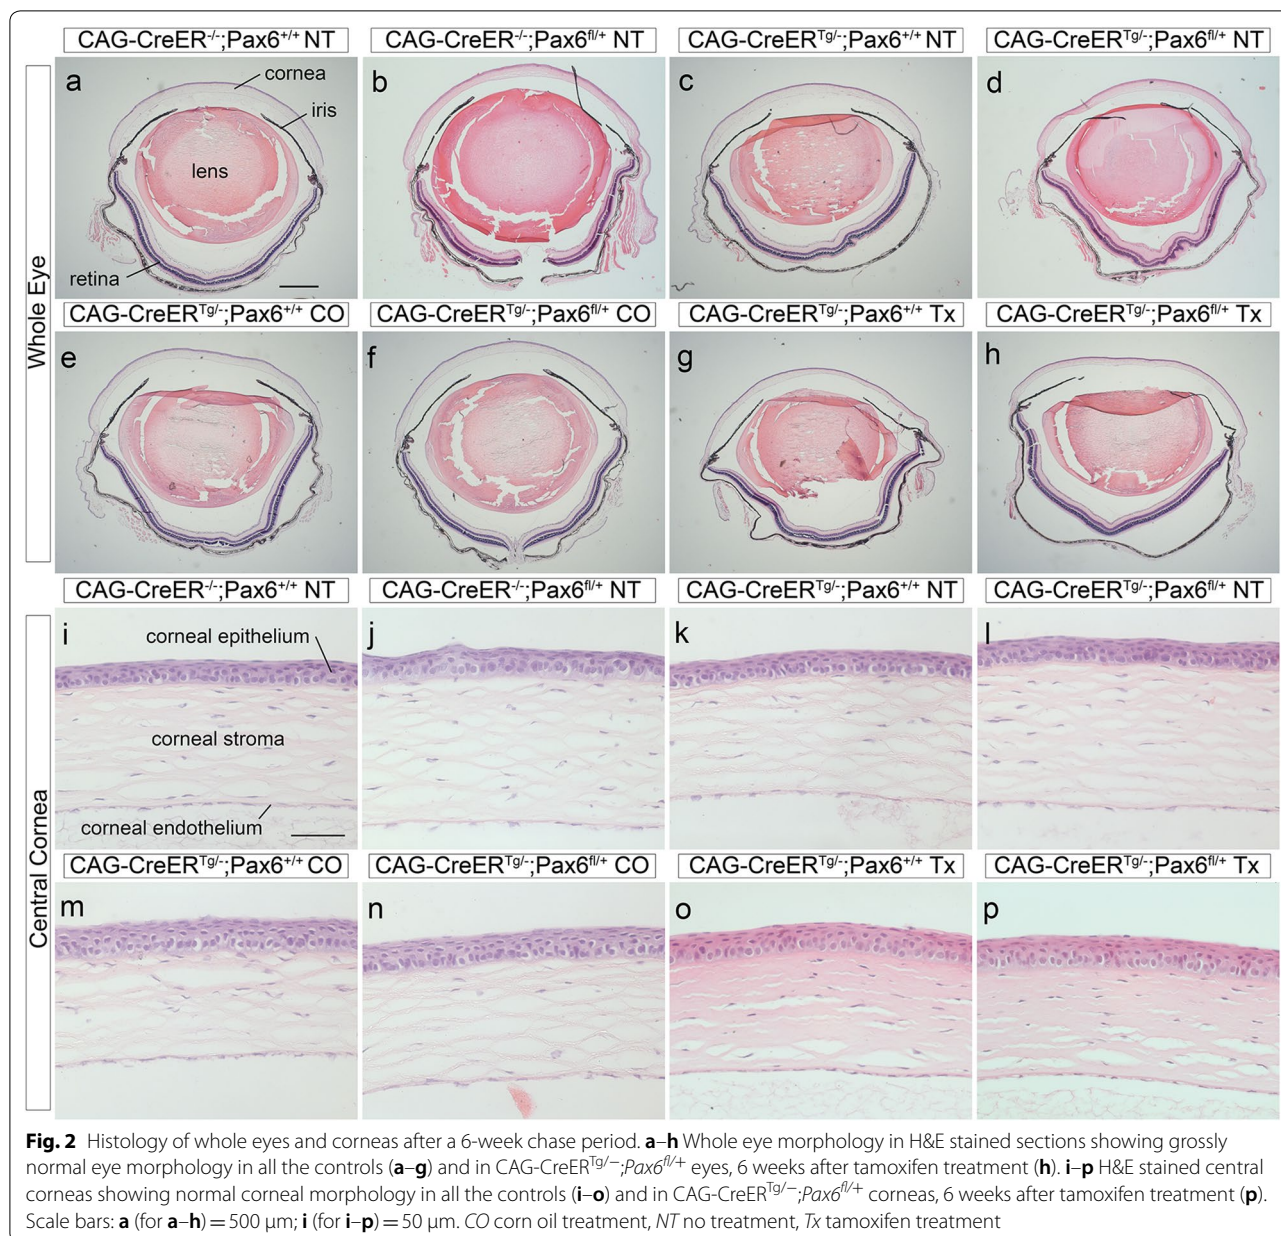 CAG-CreER-/-;Pax6+/+ NT
CAG-CreER-/-;Pax6fl/+ NT
CAG-CreERTg/-;Pax6+/+ NT
CAG-CreERTg/-;Pax6fl/+ NT
Whole Eye
a
cornea
iris
lens
retina
b
c
d
CAG-CreERTg/-;Pax6+/+ CO
CAG-CreERTg/-;Pax6fl/+ CO
CAG-CreERTg/-;Pax6+/+ Tx
CAG-CreERTg/-;Pax6fl/+ Tx
e
f
g
h
CAG-CreER-/-;Pax6+/+ NT
CAG-CreER-/-;Pax6fl/+ NT
CAG-CreERTg/-;Pax6+/+ NT
CAG-CreERTg/-;Pax6fl/+ NT
Central Cornea
i
corneal epithelium
corneal stroma
corneal endothelium
j
k
l
CAG-CreERTg/-;Pax6+/+ CO
CAG-CreERTg/-;Pax6fl/+ CO
CAG-CreERTg/-;Pax6+/+ Tx
CAG-CreERTg/-;Pax6fl/+ Tx
m
n
o
p
Fig. 2 Histology of whole eyes and corneas after a 6-week chase period. a–h Whole eye morphology in H&E stained sections showing grossly
normal eye morphology in all the controls (a–g) and in CAG-CreERTg/−;Pax6fl/+ eyes, 6 weeks after tamoxifen treatment (h). i–p H&E stained central
corneas showing normal corneal morphology in all the controls (i–o) and in CAG-CreERTg/−;Pax6fl/+ corneas, 6 weeks after tamoxifen treatment (p).
Scale bars: a (for a–h) = 500 µm; i (for i–p) = 50 µm. CO corn oil treatment, NT no treatment, Tx tamoxifen treatment